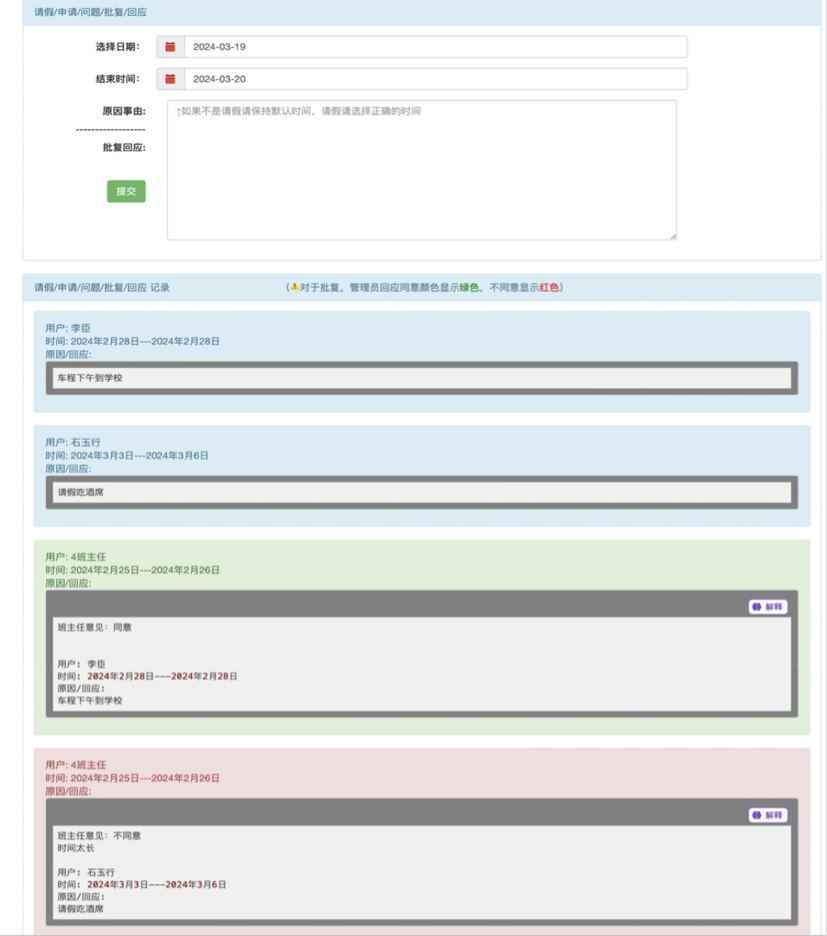 请假/申请/问题/批复/回应
选择日期: 2024-03-19
结束时间: 2024-03-20
原因事由: ↑如果不是请假请保持默认时间，请假请选择正确的时间
------------------
批复回应:
提交
请假/申请/问题/批复/回应 记录 (⚠对于批复，管理员回应同意颜色显示绿色，不同意显示红色)
用户: 李臣
时间: 2024年2月28日---2024年2月28日
原因/回应:
车程下午到学校
用户: 石玉行
时间: 2024年3月3日---2024年3月6日
原因/回应:
请假吃酒席
用户: 4班主任
时间: 2024年2月25日---2024年2月26日
原因/回应:
解释
班主任意见: 同意
用户: 李臣
时间: 2024年2月28日---2024年2月28日
原因/回应:
车程下午到学校
用户: 4班主任
时间: 2024年2月25日---2024年2月26日
原因/回应:
解释
班主任意见: 不同意
时间太长
用户: 石玉行
时间: 2024年3月3日---2024年3月6日
原因/回应:
请假吃酒席